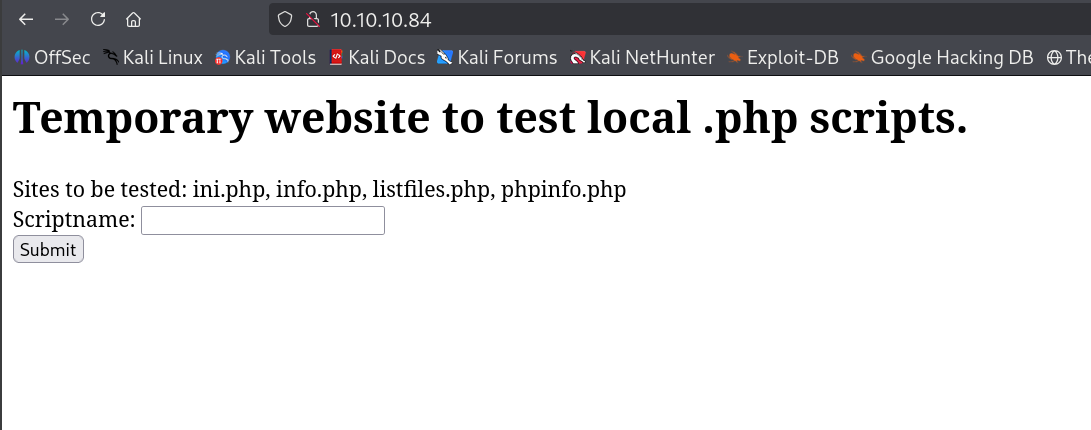 10.10.10.84
OffSec Kali Linux Kali Tools Kali Docs Kali Forums Kali NetHunter Exploit-DB Google Hacking DB The
Temporary website to test local .php scripts.
Sites to be tested: ini.php, info.php, listfiles.php, phpinfo.php
Scriptname:
Submit